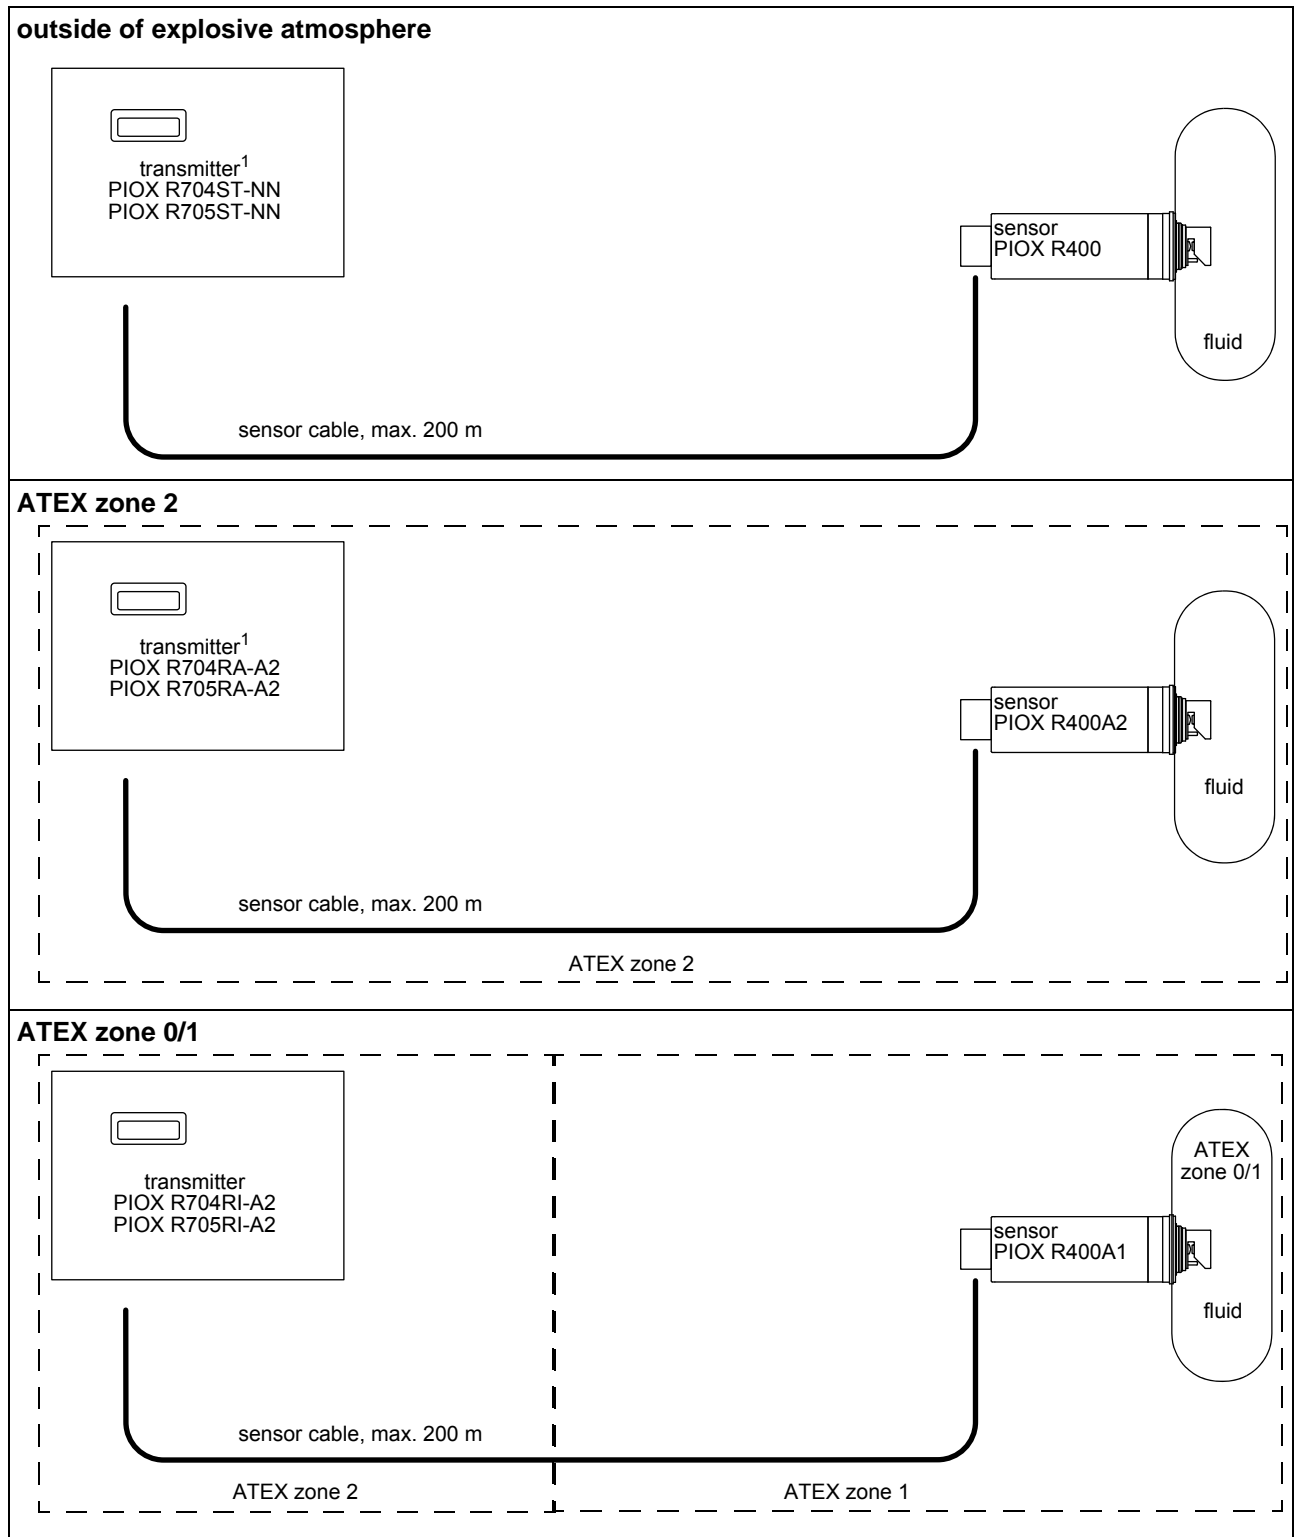 outside of explosive atmosphere
transmitter1
PIOX R704ST-NN
PIOX R705ST-NN
sensor
PIOX R400
fluid
sensor cable, max. 200 m
ATEX zone 2
transmitter1
PIOX R704RA-A2
PIOX R705RA-A2
sensor
PIOX R400A2
fluid
sensor cable, max. 200 m
ATEX zone 2
ATEX zone 0/1
transmitter
PIOX R704RI-A2
PIOX R705RI-A2
ATEX
zone 0/1
sensor
PIOX R400A1
fluid
sensor cable, max. 200 m
ATEX zone 2
ATEX zone 1